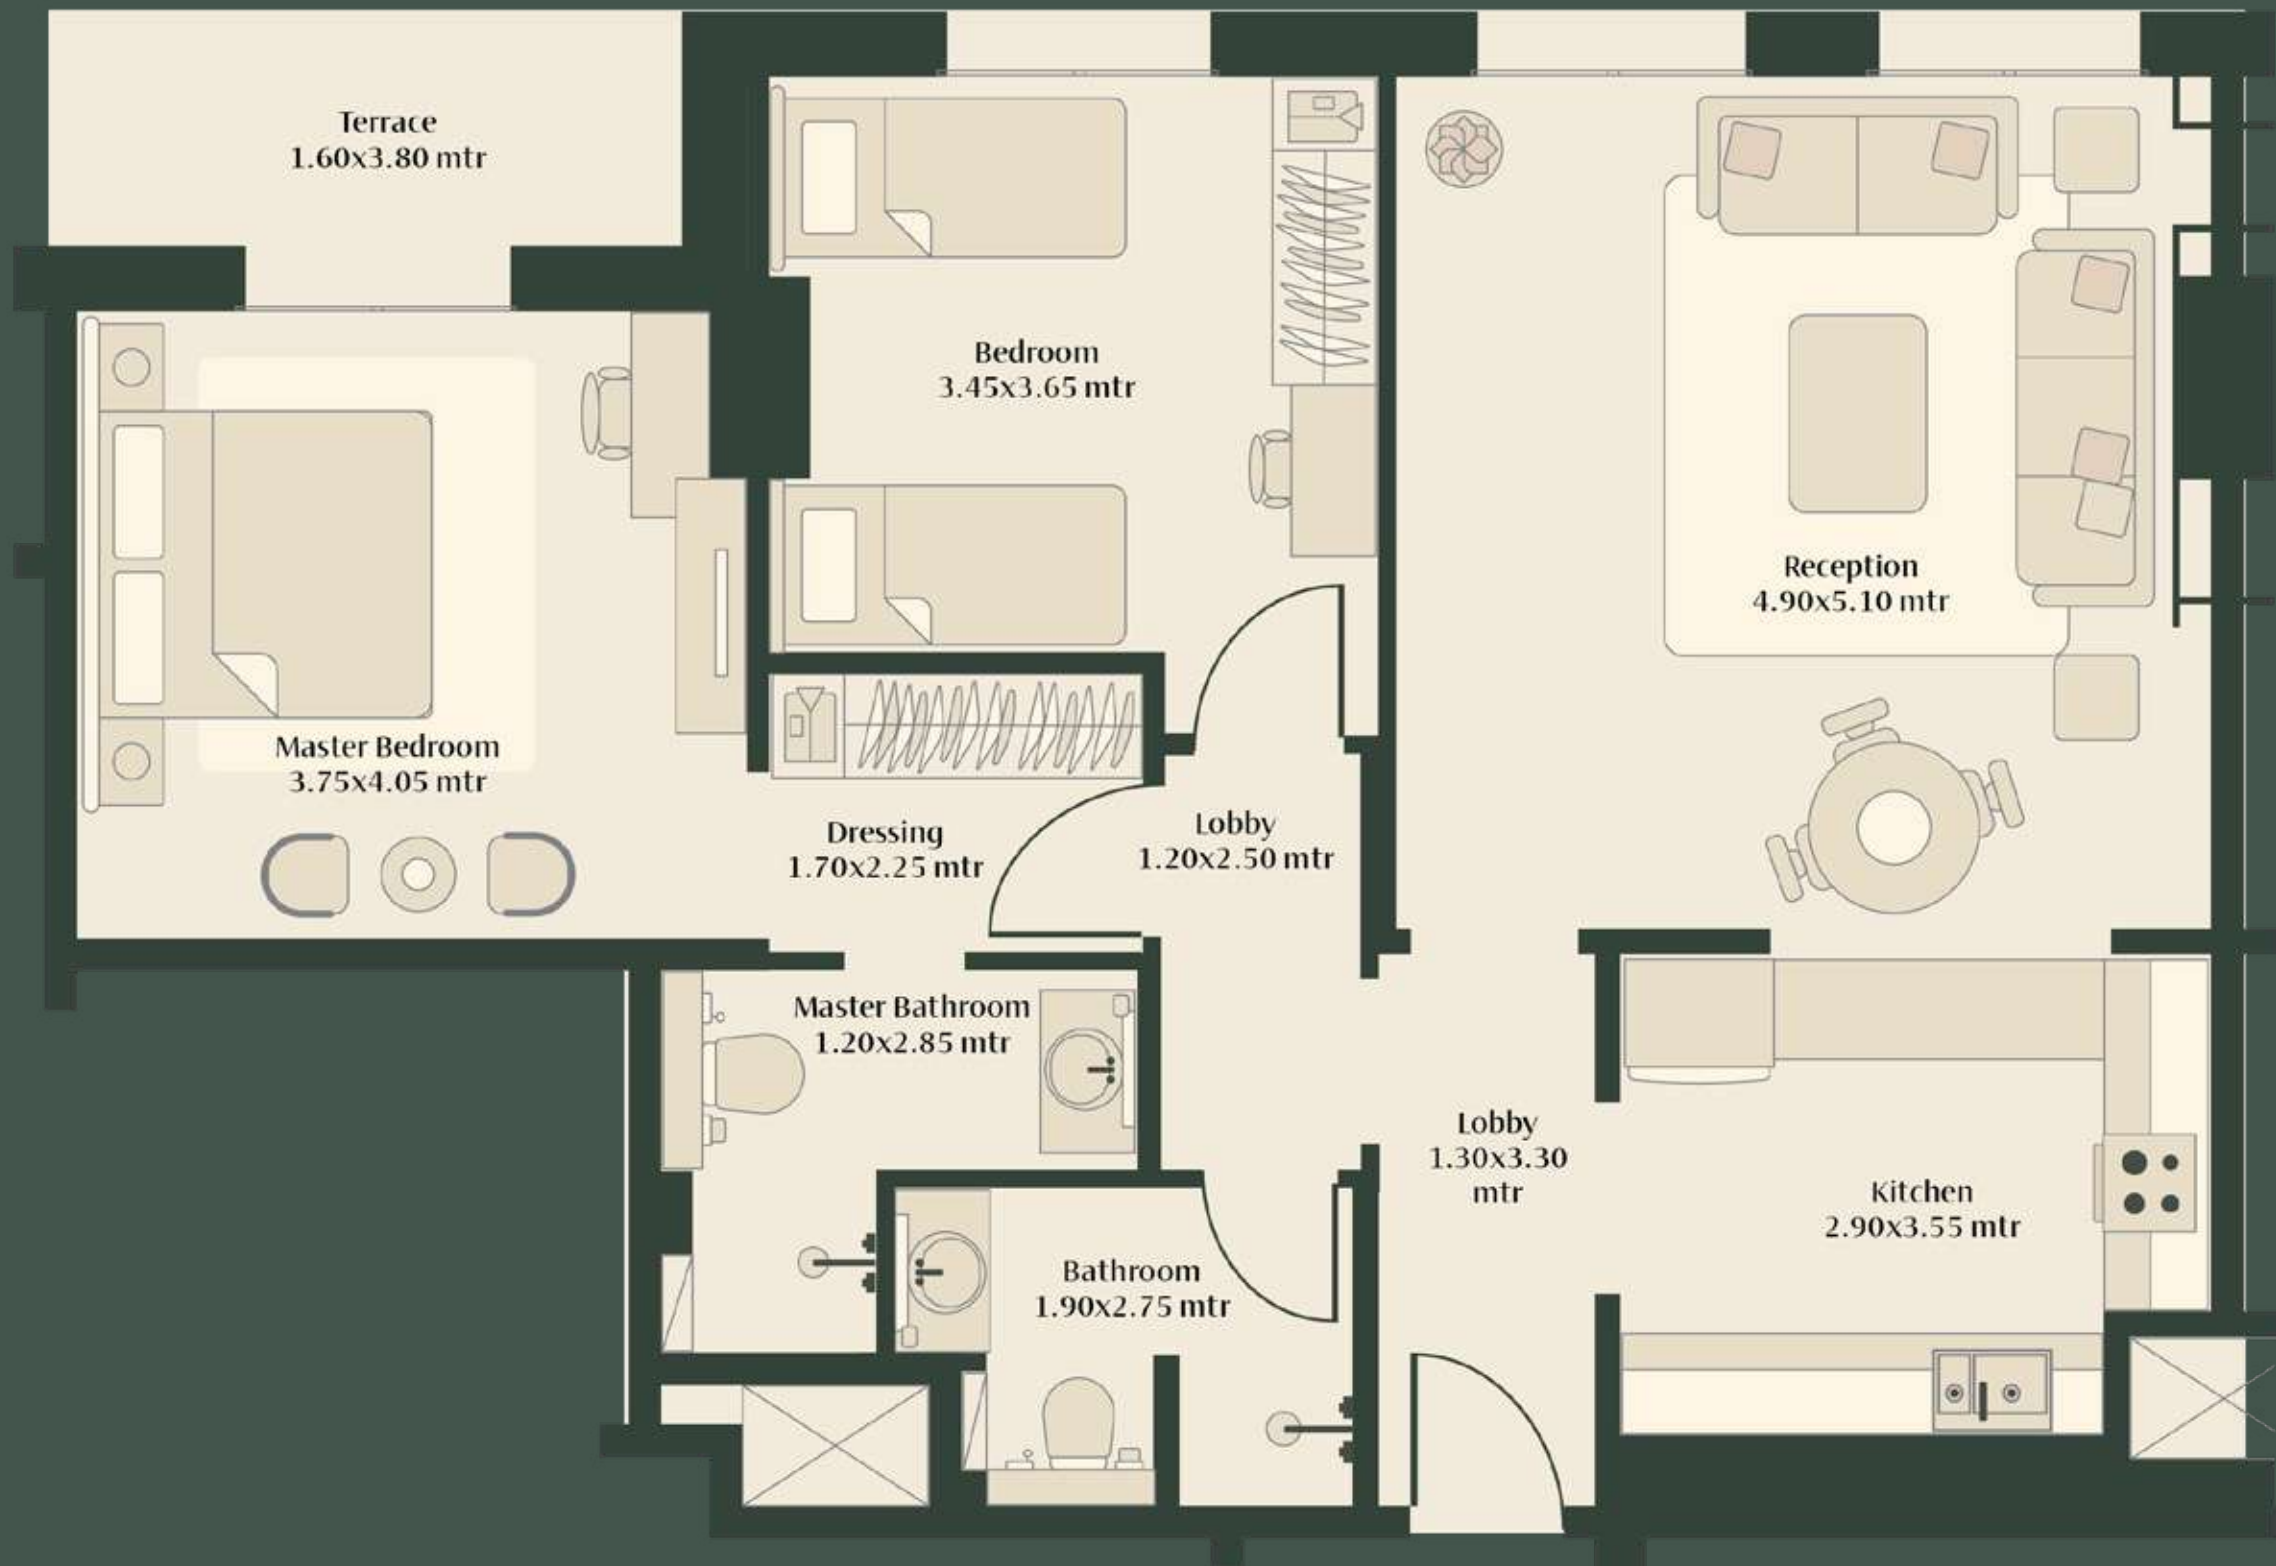 Terrace
1.60x3.80 mtr
Bedroom
3.45x3.65 mtr
Reception
4.90x5.10 mtr
Master Bedroom
3.75x4.05 mtr
Dressing
1.70x2.25 mtr
Lobby
1.20x2.50 mtr
Master Bathroom
1.20x2.85 mtr
Lobby
1.30x3.30
mtr
Kitchen
2.90x3.55 mtr
Bathroom
1.90x2.75 mtr